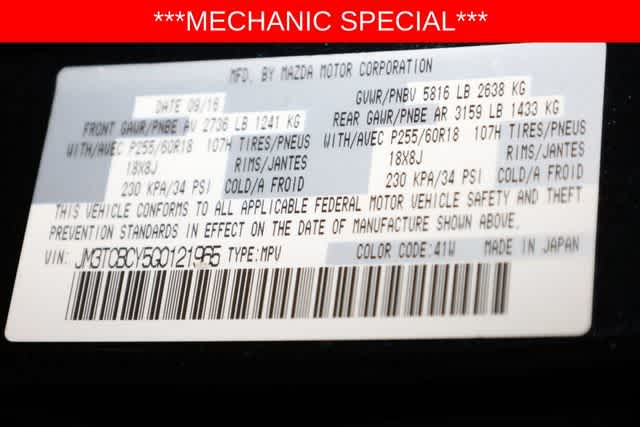 ***MECHANIC SPECIAL***
MFD. BY MAZDA MOTOR CORPORATION
DATE 09/16 GVWR/PNBV 5816 LB 2638 KG
FRONT GAWR/PNBE AV 2736 LB 1241 KG REAR GAWR/PNBE AR 3159 LB 1433 KG
WITH/AVEC P255/60R18 107H TIRES/PNEUS WITH/AVEC P255/60R18 107H TIRES/PNEUS
18X8J RIMS/JANTES 18X8J RIMS/JANTES
230 KPA/34 PSI COLD/A FROID 230 KPA/34 PSI COLD/A FROID
THIS VEHICLE CONFORMS TO ALL APPLICABLE FEDERAL MOTOR VEHICLE SAFETY AND THEFT
PREVENTION STANDARDS IN EFFECT ON THE DATE OF MANUFACTURE SHOWN ABOVE.
VIN: JM3TCBCY5G0121965 TYPE:MPV COLOR CODE:41W MADE IN JAPAN